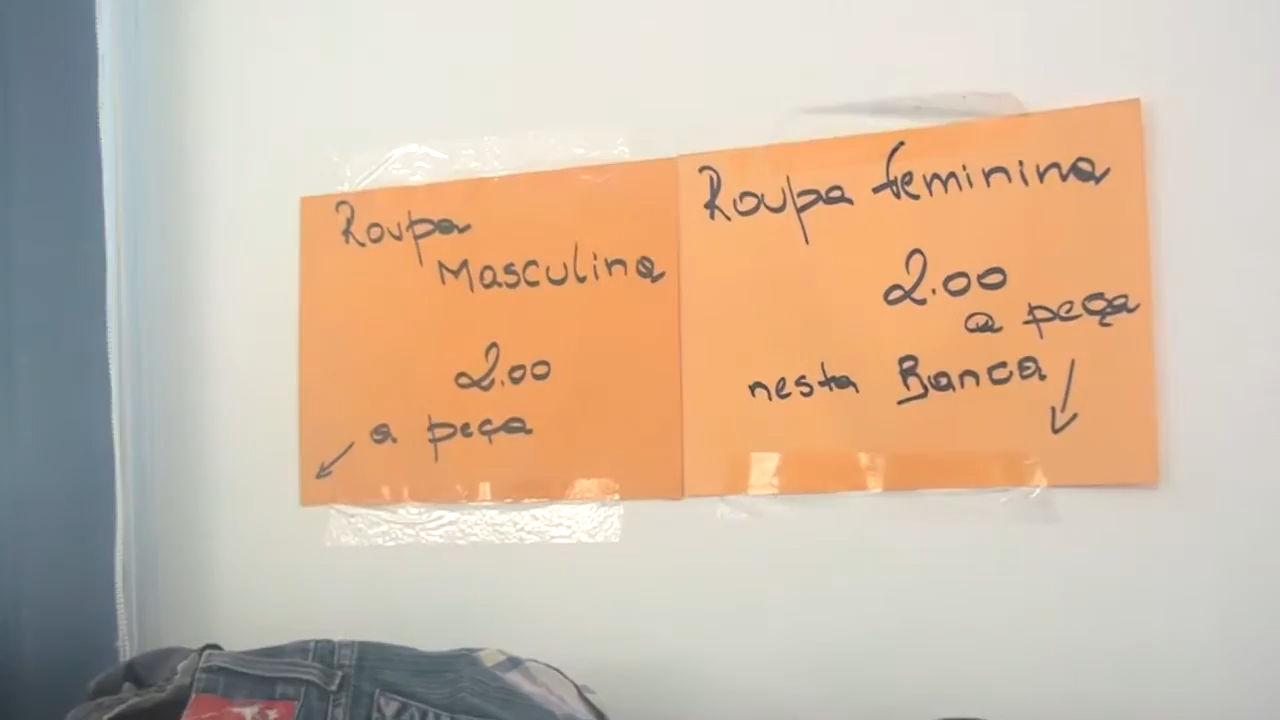 Roupa
Masculina
2.00
a peça
Roupa feminina
2.00
a peça
nesta Banca